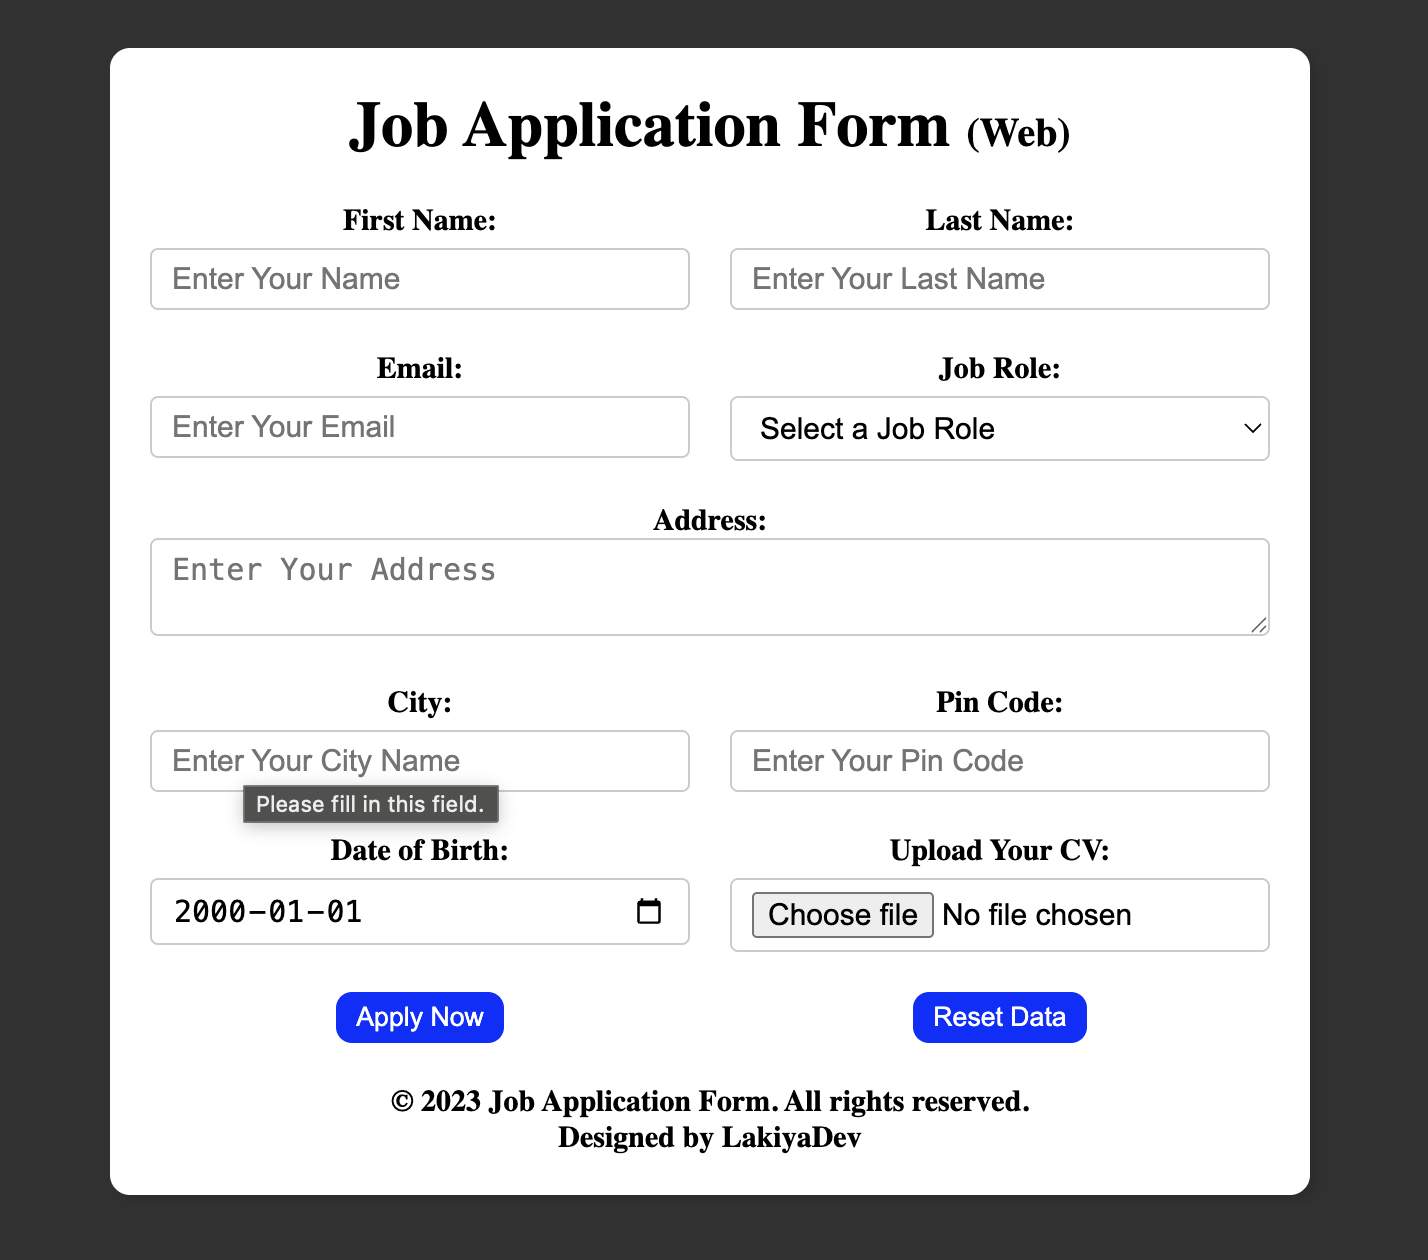 Job Application Form (Web)
First Name:
Last Name:
Enter Your Name
Enter Your Last Name
Email:
Job Role:
Enter Your Email
Select a Job Role
Address:
Enter Your Address
City:
Pin Code:
Enter Your City Name
Enter Your Pin Code
Please fill in this field.
Date of Birth:
Upload Your CV:
2000-01-01
Choose file No file chosen
Apply Now
Reset Data
© 2023 Job Application Form. All rights reserved.
Designed by LakiyaDev